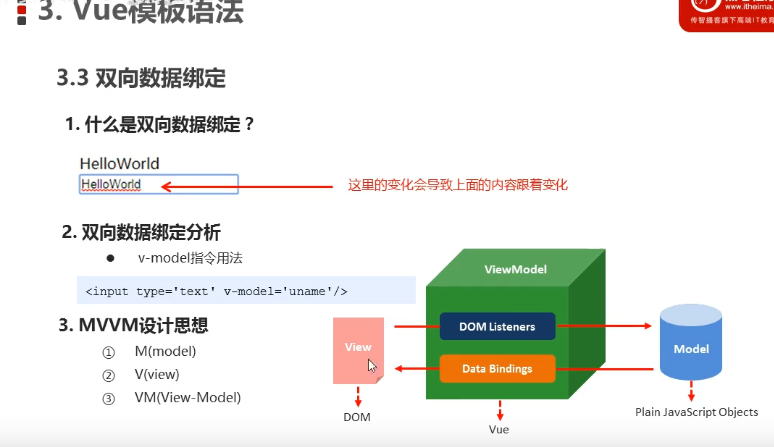 3. Vue模板语法
www.itheima.
传智播客旗下高端IT教育
3.3 双向数据绑定
1. 什么是双向数据绑定？
HelloWorld
HelloWorld
这里的变化会导致上面的内容跟着变化
2. 双向数据绑定分析
● v-model指令用法
<input type='text' v-model='uname'/>
3. MVVM设计思想
① M(model)
② V(view)
③ VM(View-Model)
ViewModel
DOM Listeners
View
Model
Data Bindings
DOM
Vue
Plain JavaScript Objects